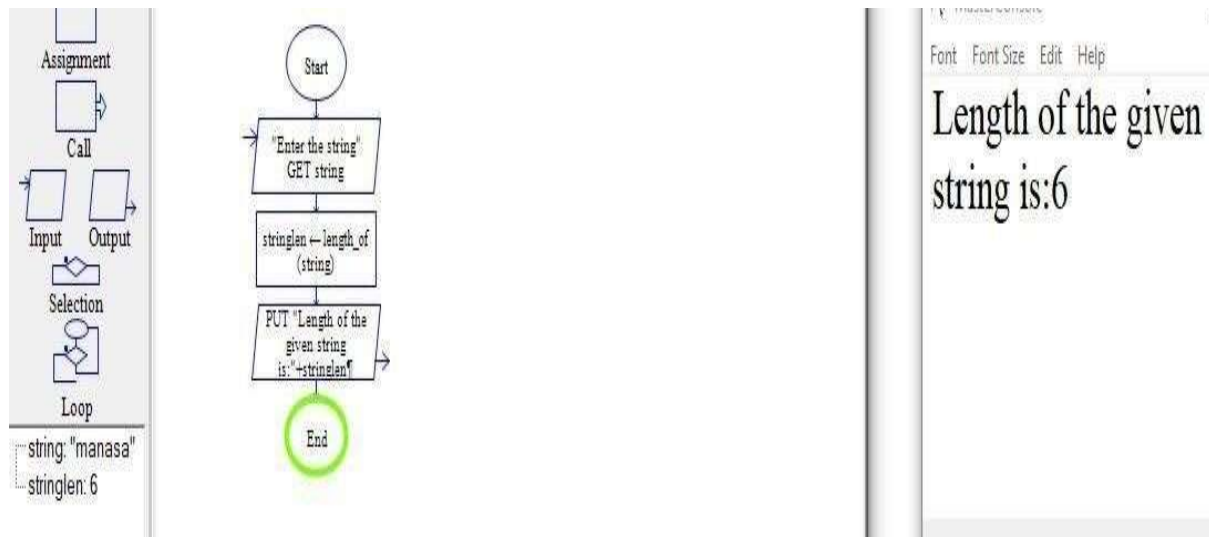 Assignment
Call
Input Output
Selection
Loop
string: "manasa"
stringlen: 6
Start
"Enter the string"
GET string
stringlen ← length_of
(string)
PUT "Length of the
given string
is:"+stringlen¶
End
Font Font Size Edit Help
Length of the given
string is:6